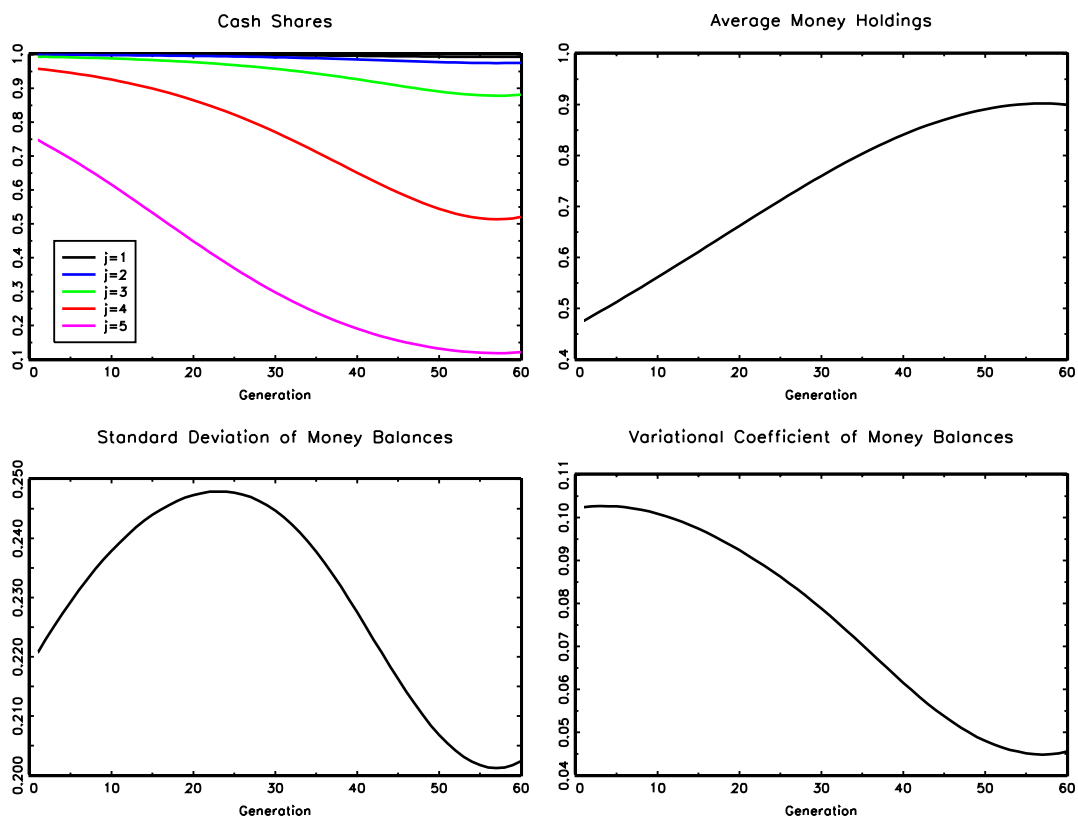 Cash Shares
1.0
0.9
0.8
0.7
0.6
0.5
0.4
0.3
0.2
0.1
j=1
j=2
j=3
j=4
j=5
0 10 20 30 40 50 60
Generation
Average Money Holdings
1.0
0.9
0.8
0.7
0.6
0.5
0.4
0 10 20 30 40 50 60
Generation
Standard Deviation of Money Balances
0.250
0.240
0.230
0.220
0.210
0.200
0 10 20 30 40 50 60
Generation
Variational Coefficient of Money Balances
0.11
0.10
0.09
0.08
0.07
0.06
0.05
0.04
0 10 20 30 40 50 60
Generation